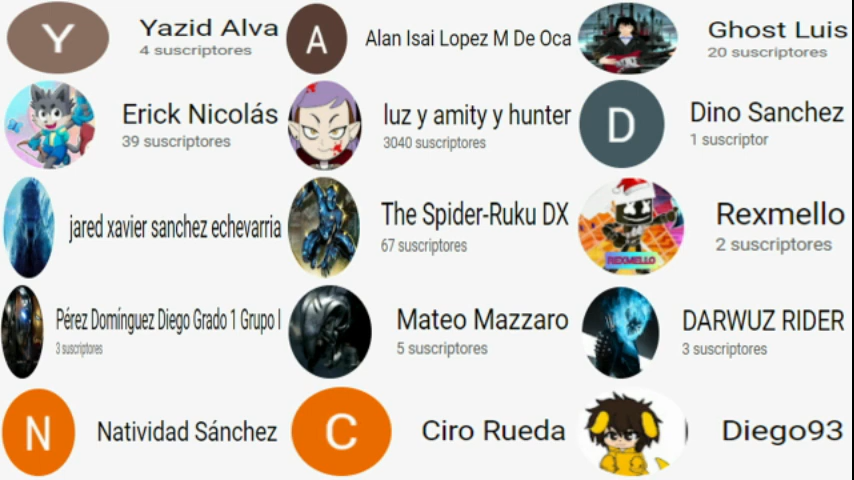 Y
Yazid Alva
4 suscriptores
A
Alan Isai Lopez M De Oca
Ghost Luis
20 suscriptores
Erick Nicolás
39 suscriptores
luz y amity y hunter
3040 suscriptores
D
Dino Sanchez
1 suscriptor
jared xavier sanchez echevarria
The Spider-Ruku DX
67 suscriptores
REXMELLO
Rexmello
2 suscriptores
Pérez Domínguez Diego Grado 1 Grupo I
3 suscriptores
Mateo Mazzaro
5 suscriptores
DARWUZ RIDER
3 suscriptores
N
Natividad Sánchez
C
Ciro Rueda
Diego93